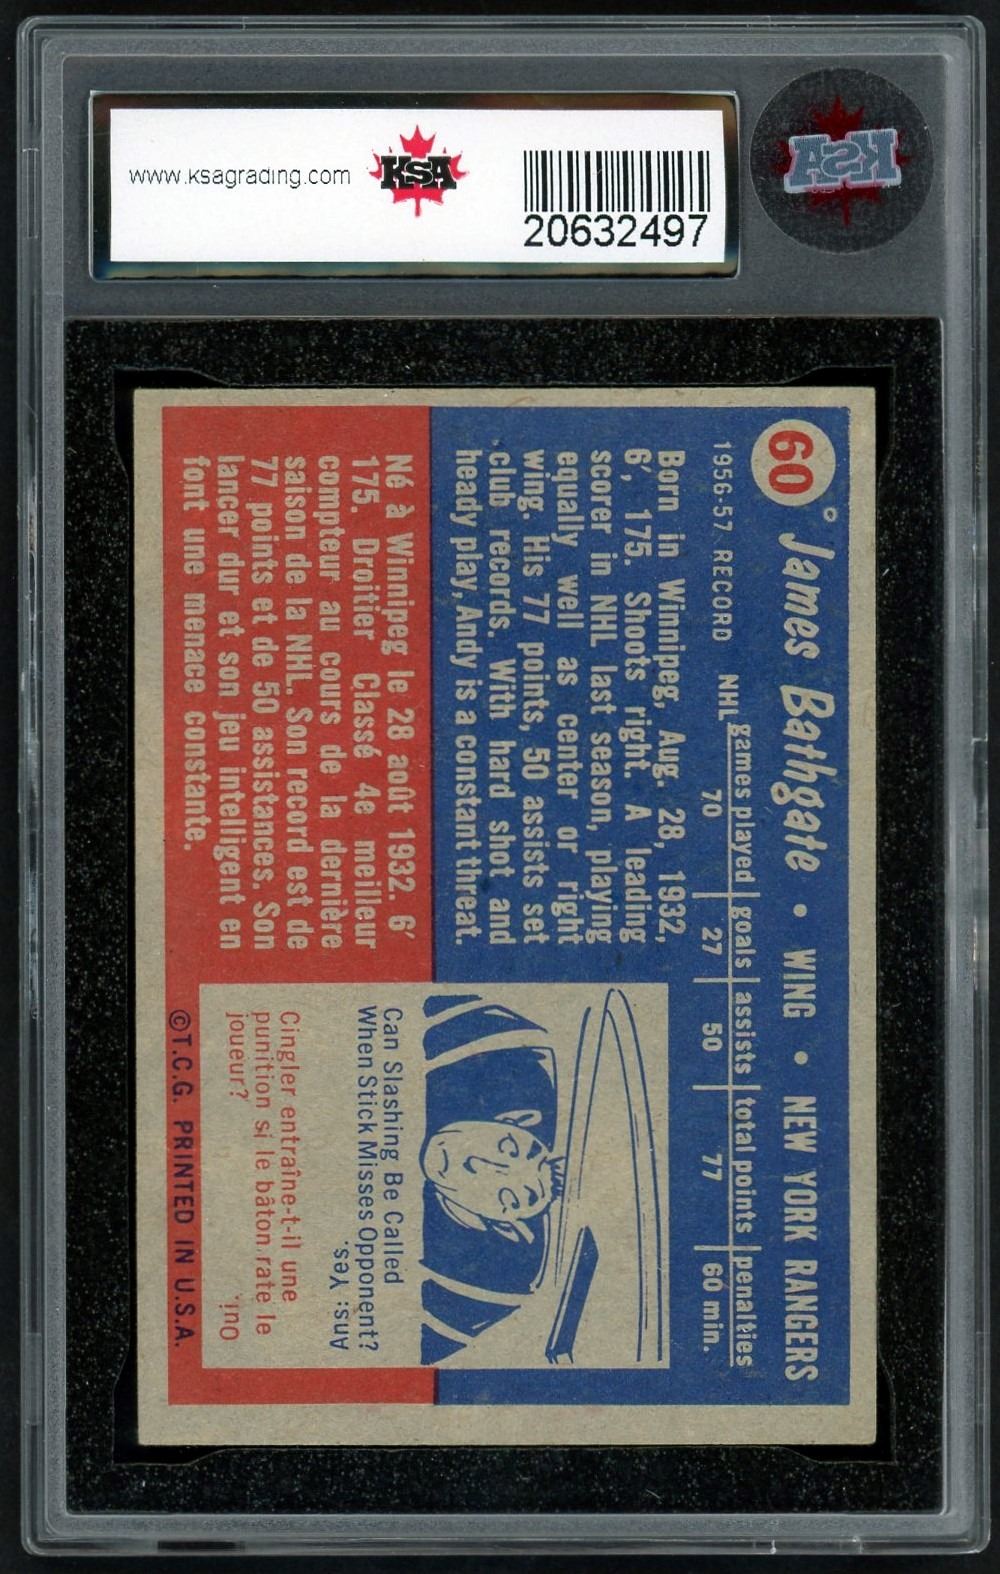 www.ksagrading.com
KSA
20632497
KSA
60 James Bathgate • WING • NEW YORK RANGERS
games played goals assists total points penalties
1956-57 RECORD NHL 70 27 50 77 60 min.
Born in Winnipeg, Aug. 28, 1932,
6', 175. Shoots right. A leading
scorer in NHL last season, playing
equally well as center or right
wing. His 77 points, 50 assists set
club records. With hard shot and
heady play, Andy is a constant threat.
Né à Winnipeg le 28 août 1932. 6'
175. Droitier Classé 4e meilleur
compteur au cours de la dernière
saison de la NHL. Son record est de
77 points et de 50 assistances. Son
lancer dur et son jeu intelligent en
font une menace constante.
Can Slashing Be Called
When Stick Misses Opponent?
Ans: Yes.
Cingler entraîne-t-il une
punition si le bâton rate le
joueur?
Oui.
©T.C.G. PRINTED IN U.S.A.